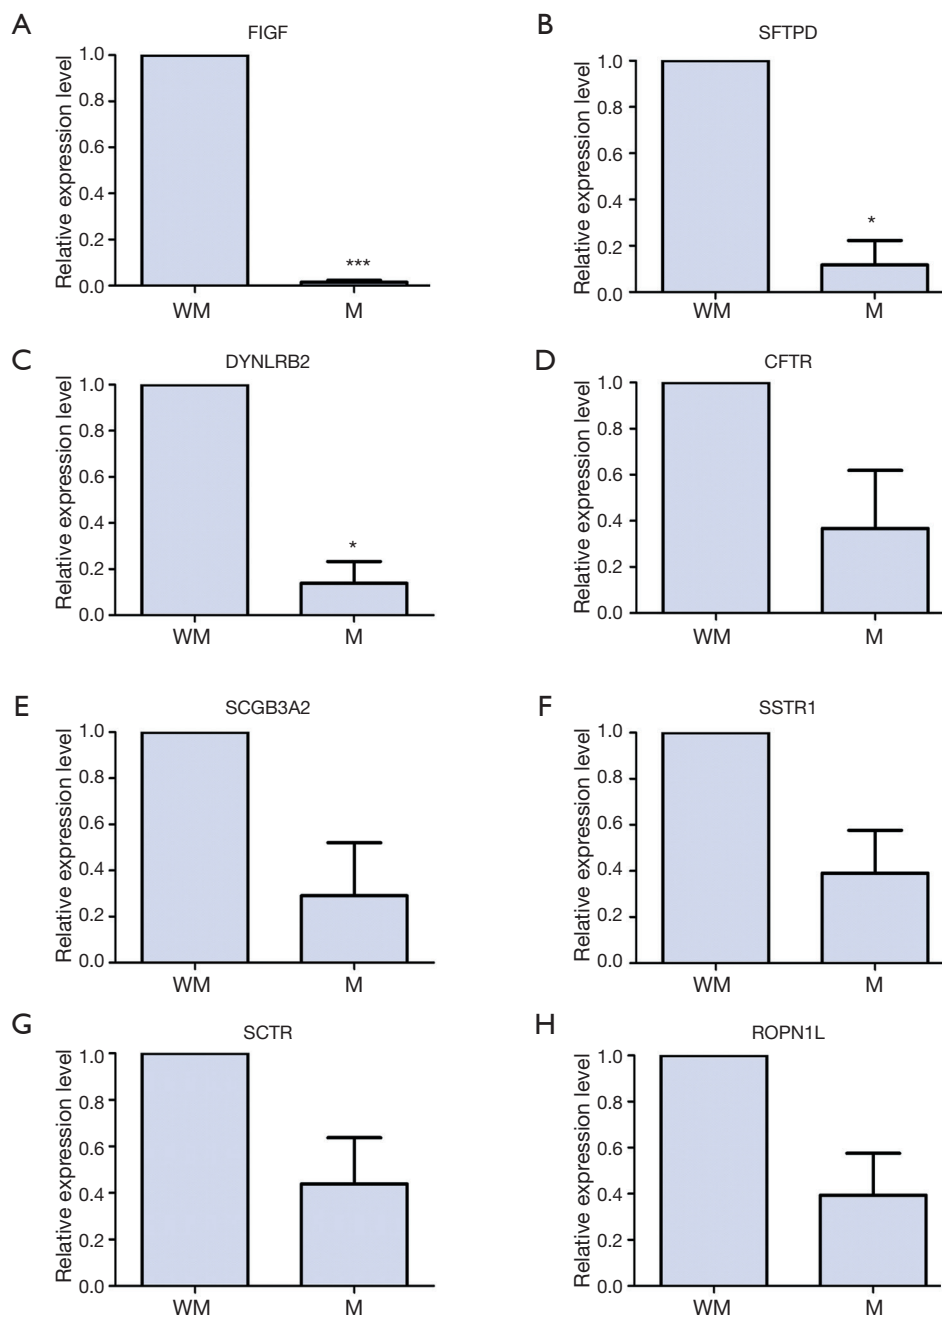 A
FIGF
Relative expression level
1.0
0.8
0.6
0.4
0.2
0.0
***
WM
M
B
SFTPD
Relative expression level
1.0
0.8
0.6
0.4
0.2
0.0
*
WM
M
C
DYNLRB2
Relative expression level
1.0
0.8
0.6
0.4
0.2
0.0
*
WM
M
D
CFTR
Relative expression level
1.0
0.8
0.6
0.4
0.2
0.0
WM
M
E
SCGB3A2
Relative expression level
1.0
0.8
0.6
0.4
0.2
0.0
WM
M
F
SSTR1
Relative expression level
1.0
0.8
0.6
0.4
0.2
0.0
WM
M
G
SCTR
Relative expression level
1.0
0.8
0.6
0.4
0.2
0.0
WM
M
H
ROPN1L
Relative expression level
1.0
0.8
0.6
0.4
0.2
0.0
WM
M